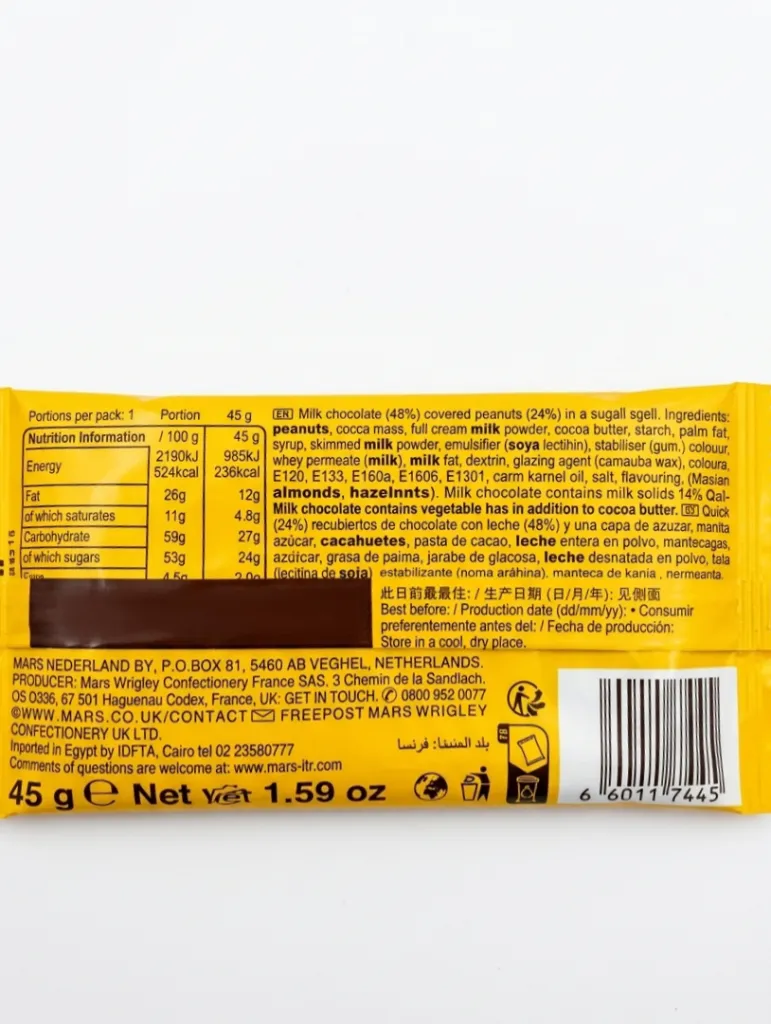 Portions per pack: 1 Portion 45 g
Nutrition Information / 100 g 45 g
Energy 2190kJ 985KJ
524kcal 236kcal
Fat 26g 12g
of which saturates 11g 4.8g
Carbohydrate 59g 27g
of which sugars 53g 24g
4.5g 2.0g
EN Milk chocolate (48%) covered peanuts (24%) in a sugall sgell. Ingredients:
peanuts, cocca mass, full cream milk powder, cocoa butter, starch, palm fat,
syrup, skimmed milk powder, emulsifier (soya lectihin), stabiliser (gum.) colouur,
whey permeate (milk), milk fat, dextrin, glazing agent (camauba wax), coloura,
E120, E133, E160a, E1606, E1301, carm karnel oil, salt, flavouring, (Masian
almonds, hazelnnts). Milk chocolate contains milk solids 14% Qal-
Milk chocolate contains vegetable has in addition to cocoa butter. Quick
(24%) recubiertos de chocolate con leche (48%) y una capa de azuzar, manita
azúcar, cacahuetes, pasta de cacao, leche entera en polvo, mantecagas,
azúfcar, grasa de paima, jarabe de glacosa, leche desnatada en polvo, tala
(lecitina de soja) estabilizante (noma aráhina). manteca de kania , nermeanta.
此日前最最住: / 生产日期 (日/月/年): 见侧面
Best before: / Production date (dd/mm/yy): • Consumir
preferentemente antes del: / Fecha de producción:
Store in a cool, dry place.
MARS NEDERLAND BY, P.O.BOX 81, 5460 AB VEGHEL, NETHERLANDS.
PRODUCER: Mars Wrigley Confectionery France SAS. 3 Chemin de la Sandlach.
OS 0336, 67 501 Haguenau Codex, France, UK: GET IN TOUCH. ✆ 0800 952 0077
©WWW.MARS.CO.UK/CONTACT ✉ FREEPOST MARS WRIGLEY
CONFECTIONERY UK LTD.
Inported in Egypt by IDFTA, Cairo tel 02 23580777
بلد فرنسا
Comments of questions are welcome at: www.mars-itr.com
45 g e Net 1.59 oz
6 66011 7445